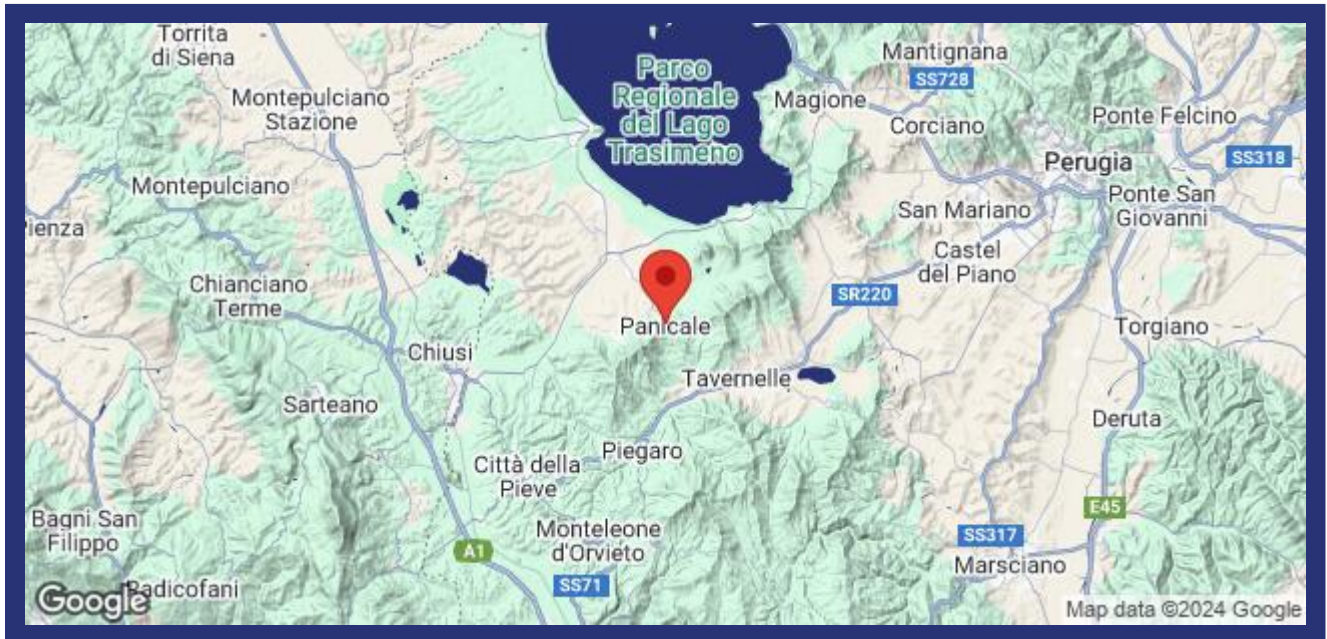 Torrita
di Siena
Montepulciano
Stazione
Parco
Regionale
del Lago
Trasimeno
Mantignana
SS728
Magione
Corciano
Ponte Felcino
SS318
Perugia
Montepulciano
Ponte San
Giovanni
San Mariano
ienza
Castel
del Piano
Chianciano
Terme
SR220
Panicale
Torgiano
Chiusi
Tavernelle
Sarteano
Deruta
Piegaro
Città della
Pieve
E45
Bagni San
Filippo
Monteleone
d'Orvieto
SS317
A1
Marsciano
SS71
Radicofani
Google
Map data ©2024 Google